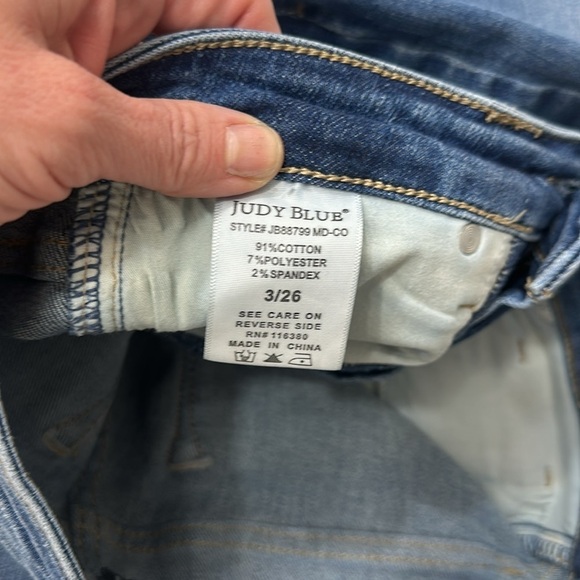 JUDY BLUE®
STYLE# JB88799 MD-CO
91%COTTON
7%POLYESTER
2%SPANDEX
3/26
SEE CARE ON
REVERSE SIDE
RN# 116380
MADE IN CHINA